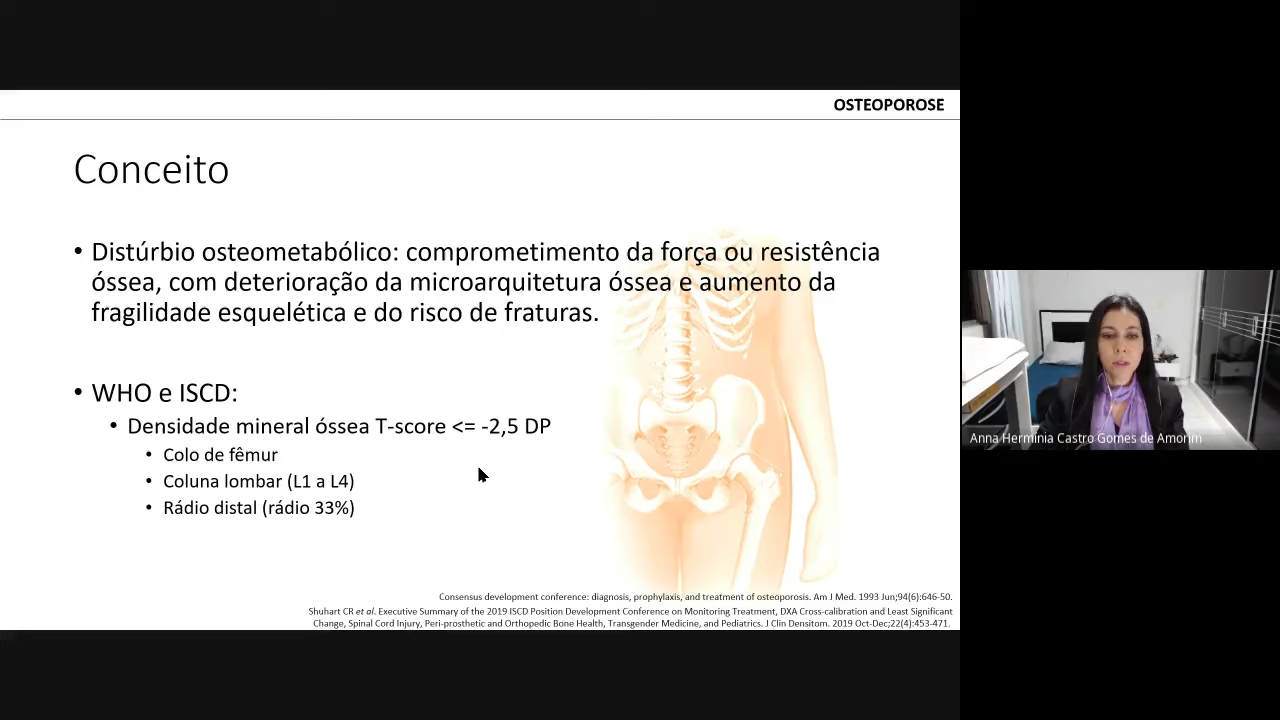 OSTEOPOROSE
Conceito
• Distúrbio osteometabólico: comprometimento da força ou resistência
óssea, com deterioração da microarquitetura óssea e aumento da
fragilidade esquelética e do risco de fraturas.
• WHO e ISCD:
• Densidade mineral óssea T-score <= -2,5 DP
• Colo de fêmur
• Coluna lombar (L1 a L4)
• Rádio distal (rádio 33%)
Consensus development conference: diagnosis, prophylaxis, and treatment of osteoporosis. Am J Med. 1993 Jun;94(6):646-50.
Shuhart CR et al. Executive Summary of the 2019 ISCD Position Development Conference on Monitoring Treatment, DXA Cross-calibration and Least Significant
Change, Spinal Cord Injury, Peri-prosthetic and Orthopedic Bone Health, Transgender Medicine, and Pediatrics. J Clin Densitom. 2019 Oct-Dec;22(4):453-471.
Anna Hermínia Castro Gomes de Amorim